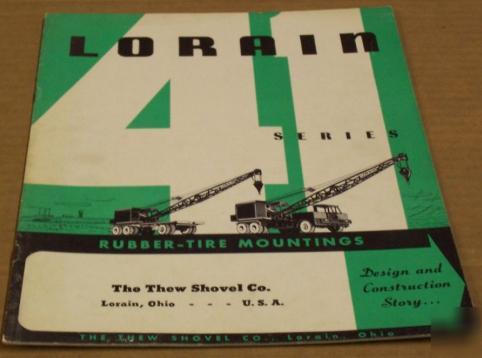 LORAIN
41
SERIES
RUBBER-TIRE MOUNTINGS
The Thew Shovel Co.
Lorain, Ohio - - - U. S. A.
Design and
Construction
Story...
THE THEW SHOVEL CO., Lorain, Ohio